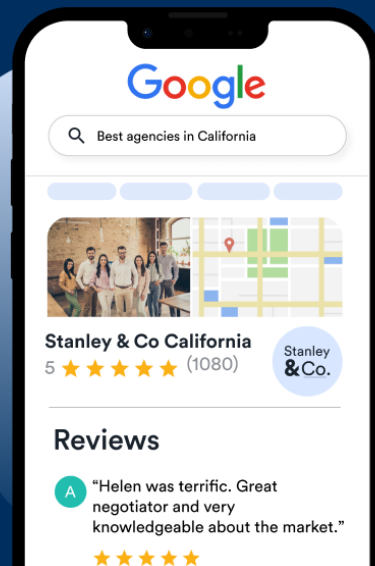 Google
Best agencies in California
Stanley & Co California
5 (1080)
Stanley
&Co.
Reviews
A
“Helen was terrific. Great
negotiator and very
knowledgeable about the market.”